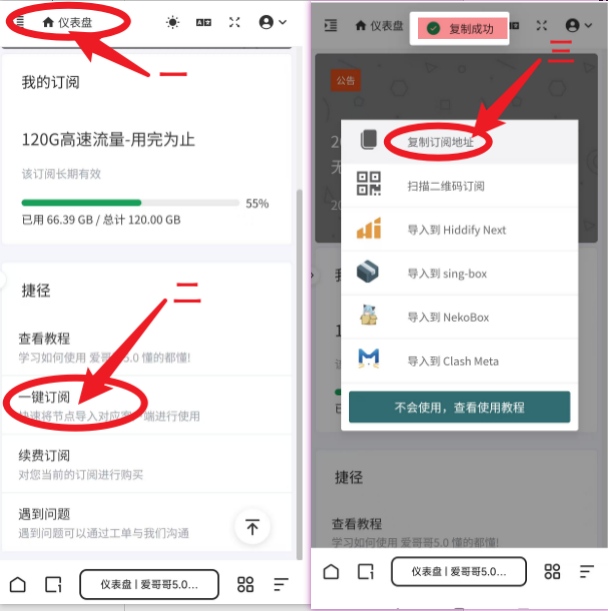 仪表盘
一
我的订阅
120G高速流量-用完为止
该订阅长期有效
55%
已用 66.39 GB / 总计 120.00 GB
捷径
二
查看教程
学习如何使用 爱哥哥5.0 懂的都懂!
一键订阅
快速将节点导入对应客户端进行使用
续费订阅
对您当前的订阅进行购买
遇到问题
遇到问题可以通过工单与我们沟通
仪表盘 | 爱哥哥5.0...
仪表盘
复制成功
三
公告
复制订阅地址
扫描二维码订阅
导入到 Hiddify Next
导入到 sing-box
导入到 NekoBox
导入到 Clash Meta
不会使用，查看使用教程
捷径
查看教程
学习如何使用 爱哥哥5.0 懂的都懂!
仪表盘 | 爱哥哥5.0...